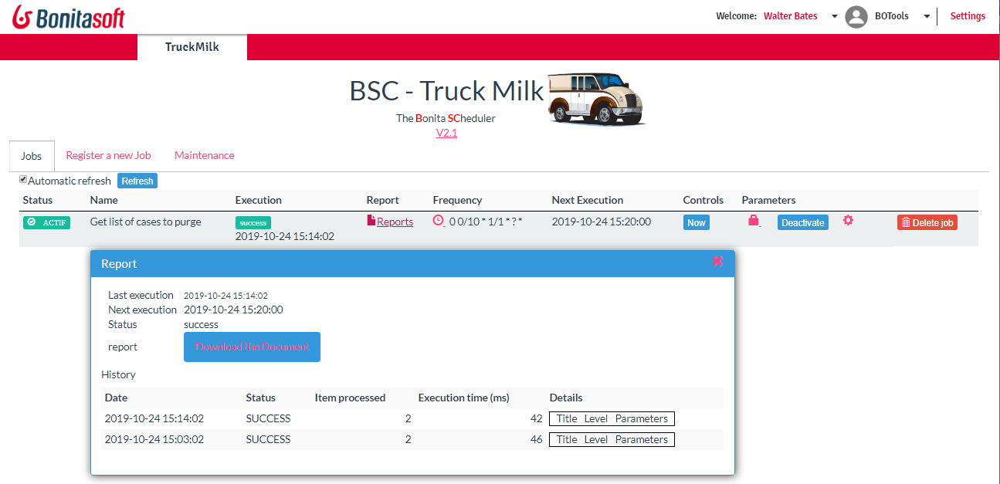 Bonitasoft Welcome: Walter Bates BOTools Settings
TruckMilk
BSC - Truck Milk
The Bonita SCheduler
V2.1
Jobs Register a new Job Maintenance
Automatic refresh Refresh
Status Name Execution Report Frequency Next Execution Controls Parameters
ACTIF Get list of cases to purge success Reports 0 0/10 * 1/1 * ? * 2019-10-24 15:20:00 Now Deactivate Delete job
2019-10-24 15:14:02
Report
Last execution 2019-10-24 15:14:02
Next execution 2019-10-24 15:20:00
Status success
report Download the Document
History
Date Status Item processed Execution time (ms) Details
2019-10-24 15:14:02 SUCCESS 2 42 Title Level Parameters
2019-10-24 15:03:02 SUCCESS 2 46 Title Level Parameters